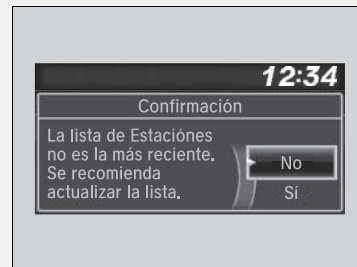 12:34
Confirmación
La lista de Estaciónes
no es la más reciente.
Se recomienda
actualizar la lista.
No
Sí